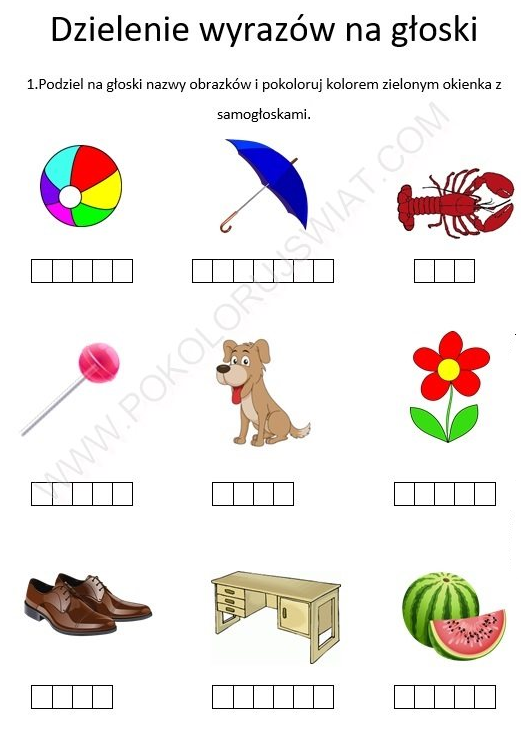 Dzielenie wyrazów na głoski
1.Podziel na głoski nazwy obrazków i pokoloruj kolorem zielonym okienka z
samogłoskami.
WWW.POKOLORUJSWIAT.COM